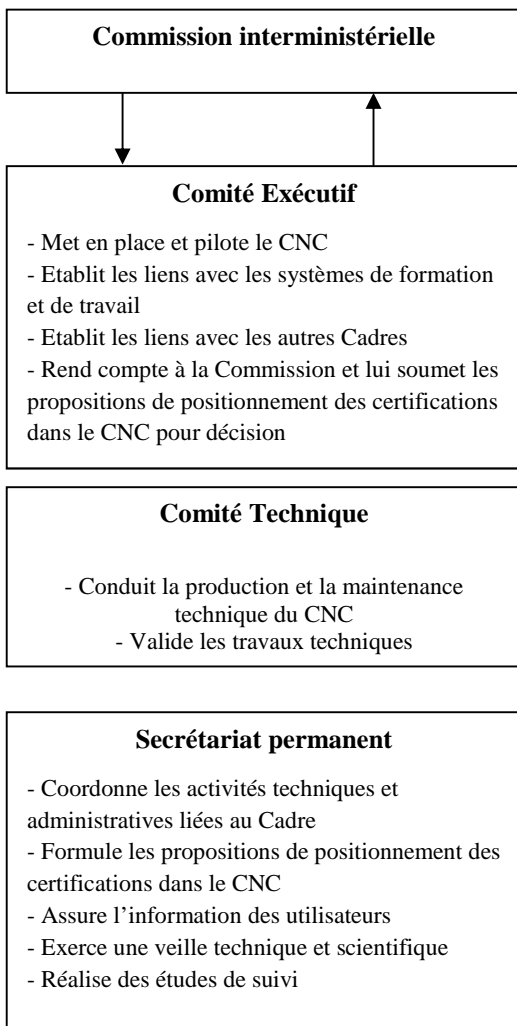 Commission interministérielle
Comité Exécutif
- Met en place et pilote le CNC
- Etablit les liens avec les systèmes de formation
et de travail
- Etablit les liens avec les autres Cadres
- Rend compte à la Commission et lui soumet les
propositions de positionnement des certifications
dans le CNC pour décision
Comité Technique
- Conduit la production et la maintenance
technique du CNC
- Valide les travaux techniques
Secrétariat permanent
- Coordonne les activités techniques et
administratives liées au Cadre
- Formule les propositions de positionnement des
certifications dans le CNC
- Assure l’information des utilisateurs
- Exerce une veille technique et scientifique
- Réalise des études de suivi